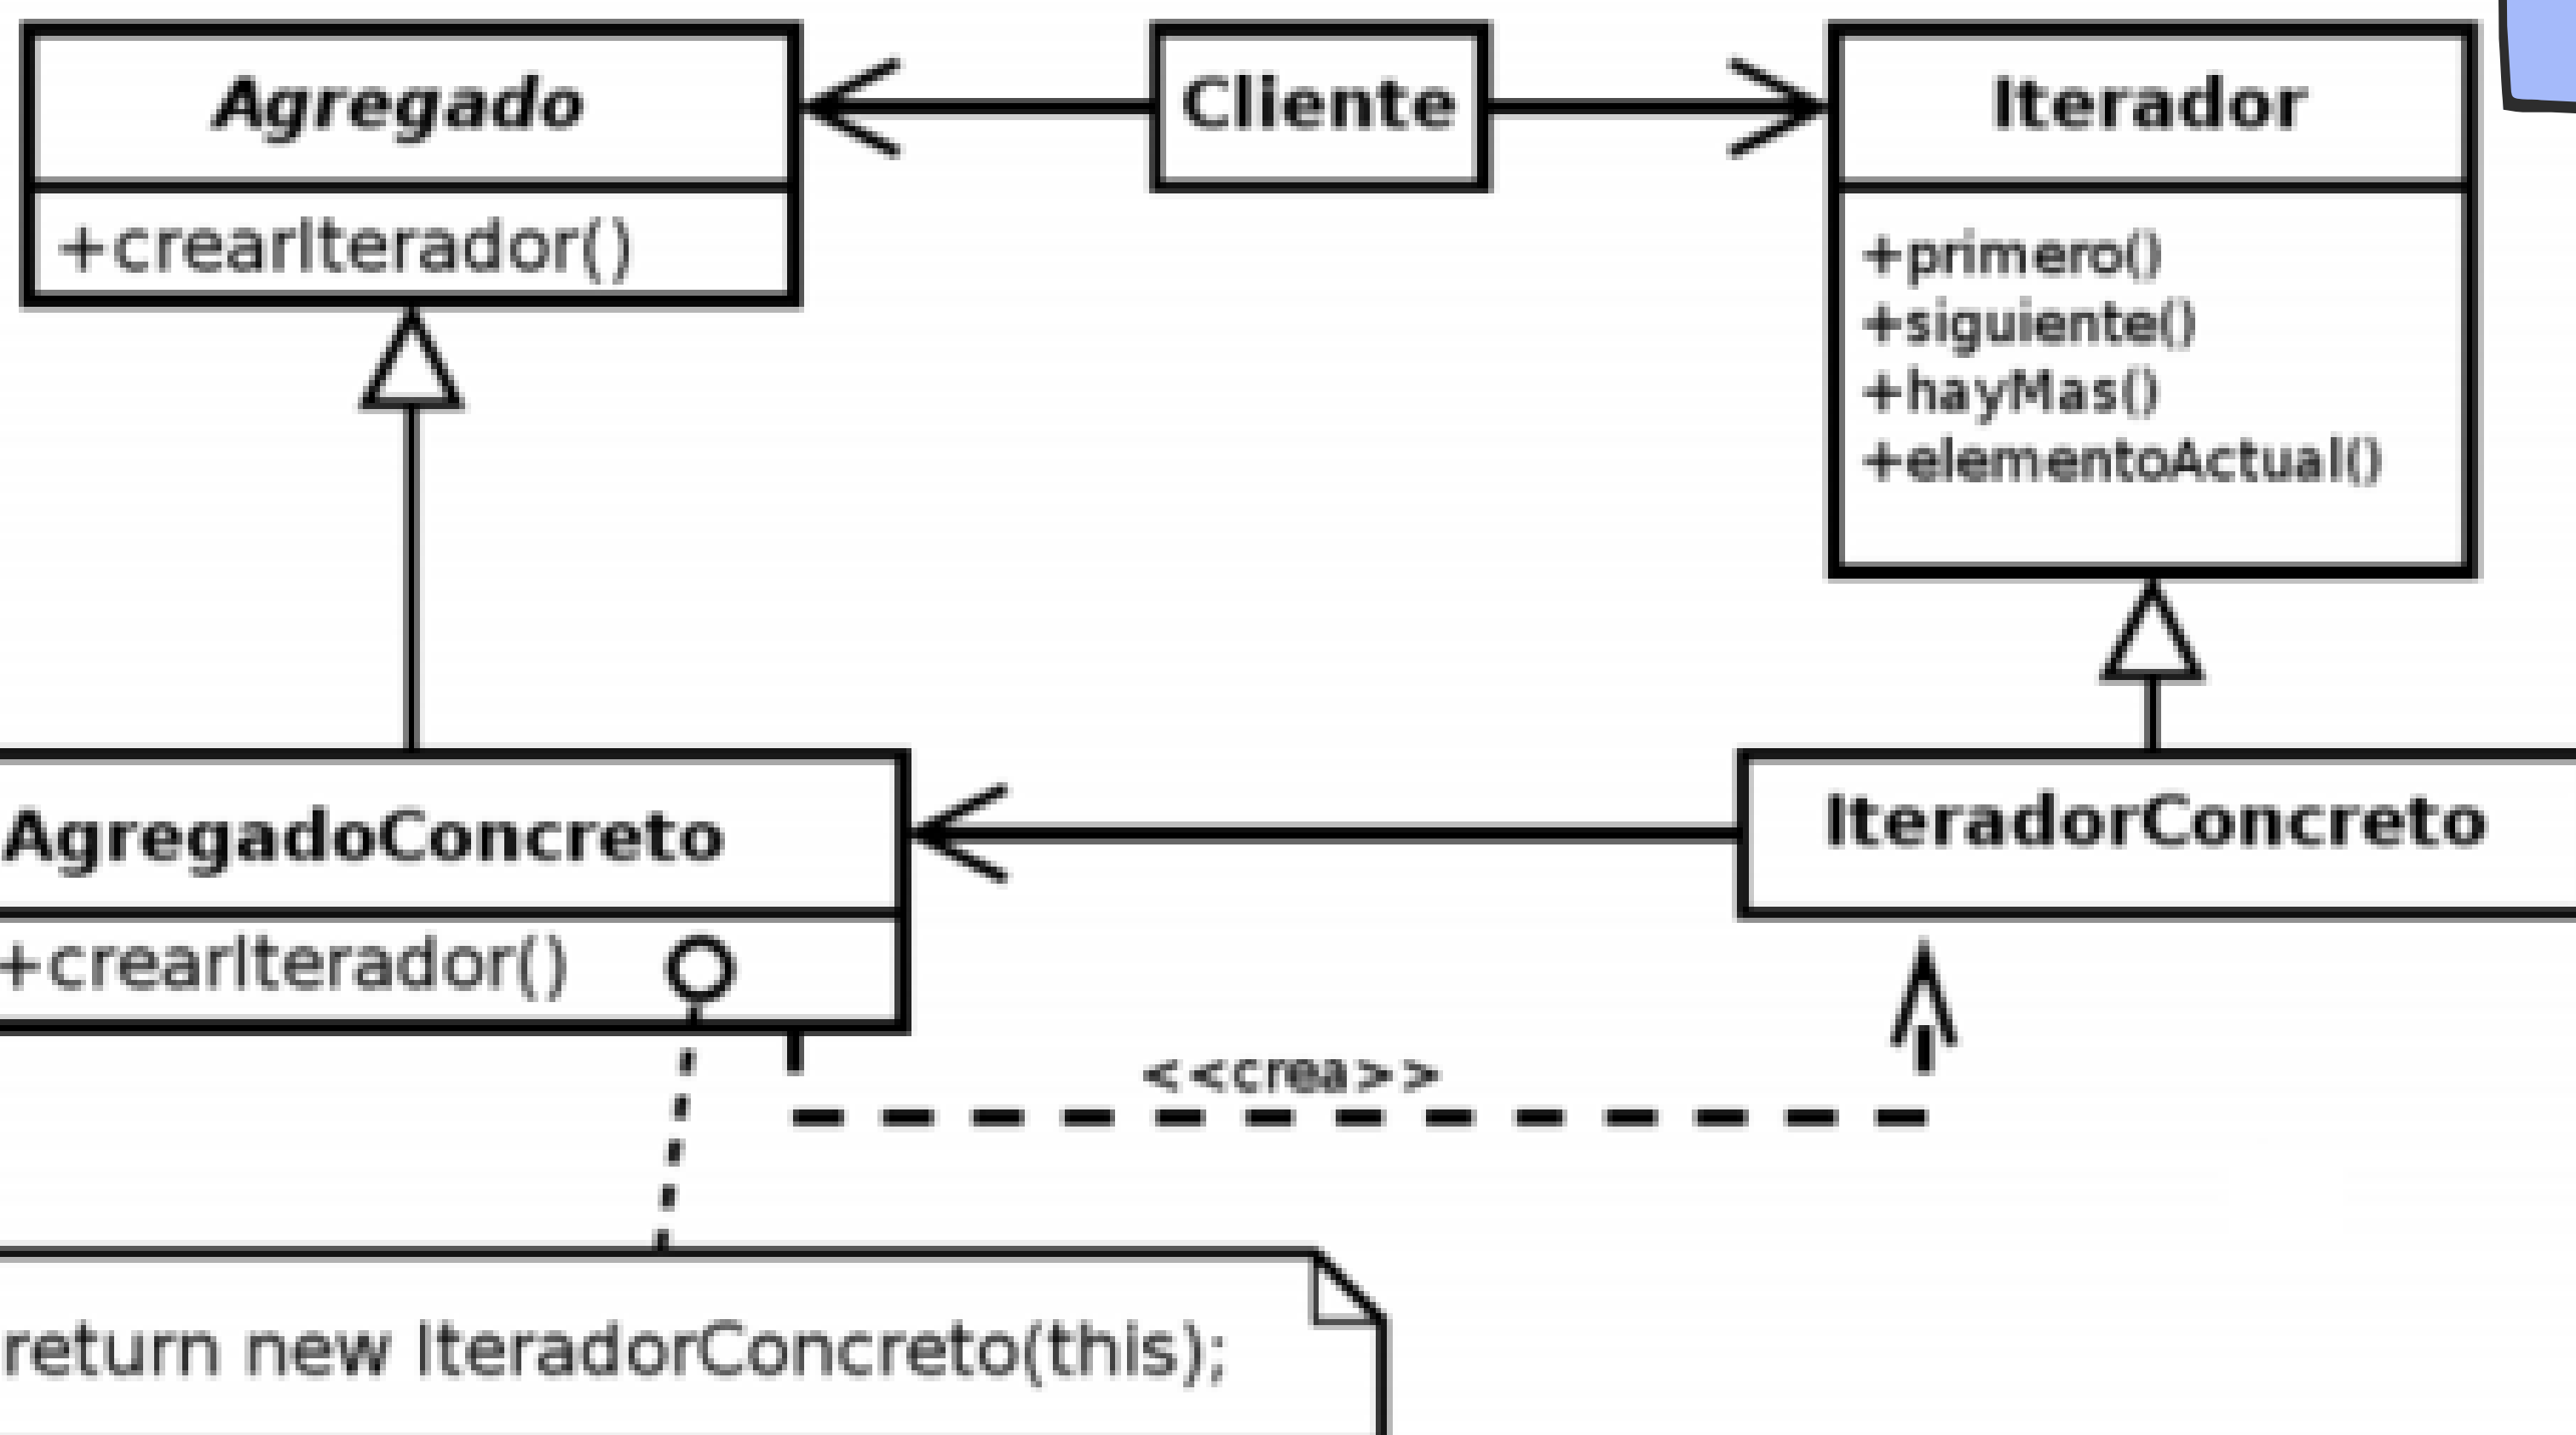 Agregado
+crearIterador()
Cliente
Iterador
+primero()
+siguiente()
+hayMas()
+elementoActual()
AgregadoConcreto
+crearIterador()
IteradorConcreto
<<crea>>
return new IteradorConcreto(this);